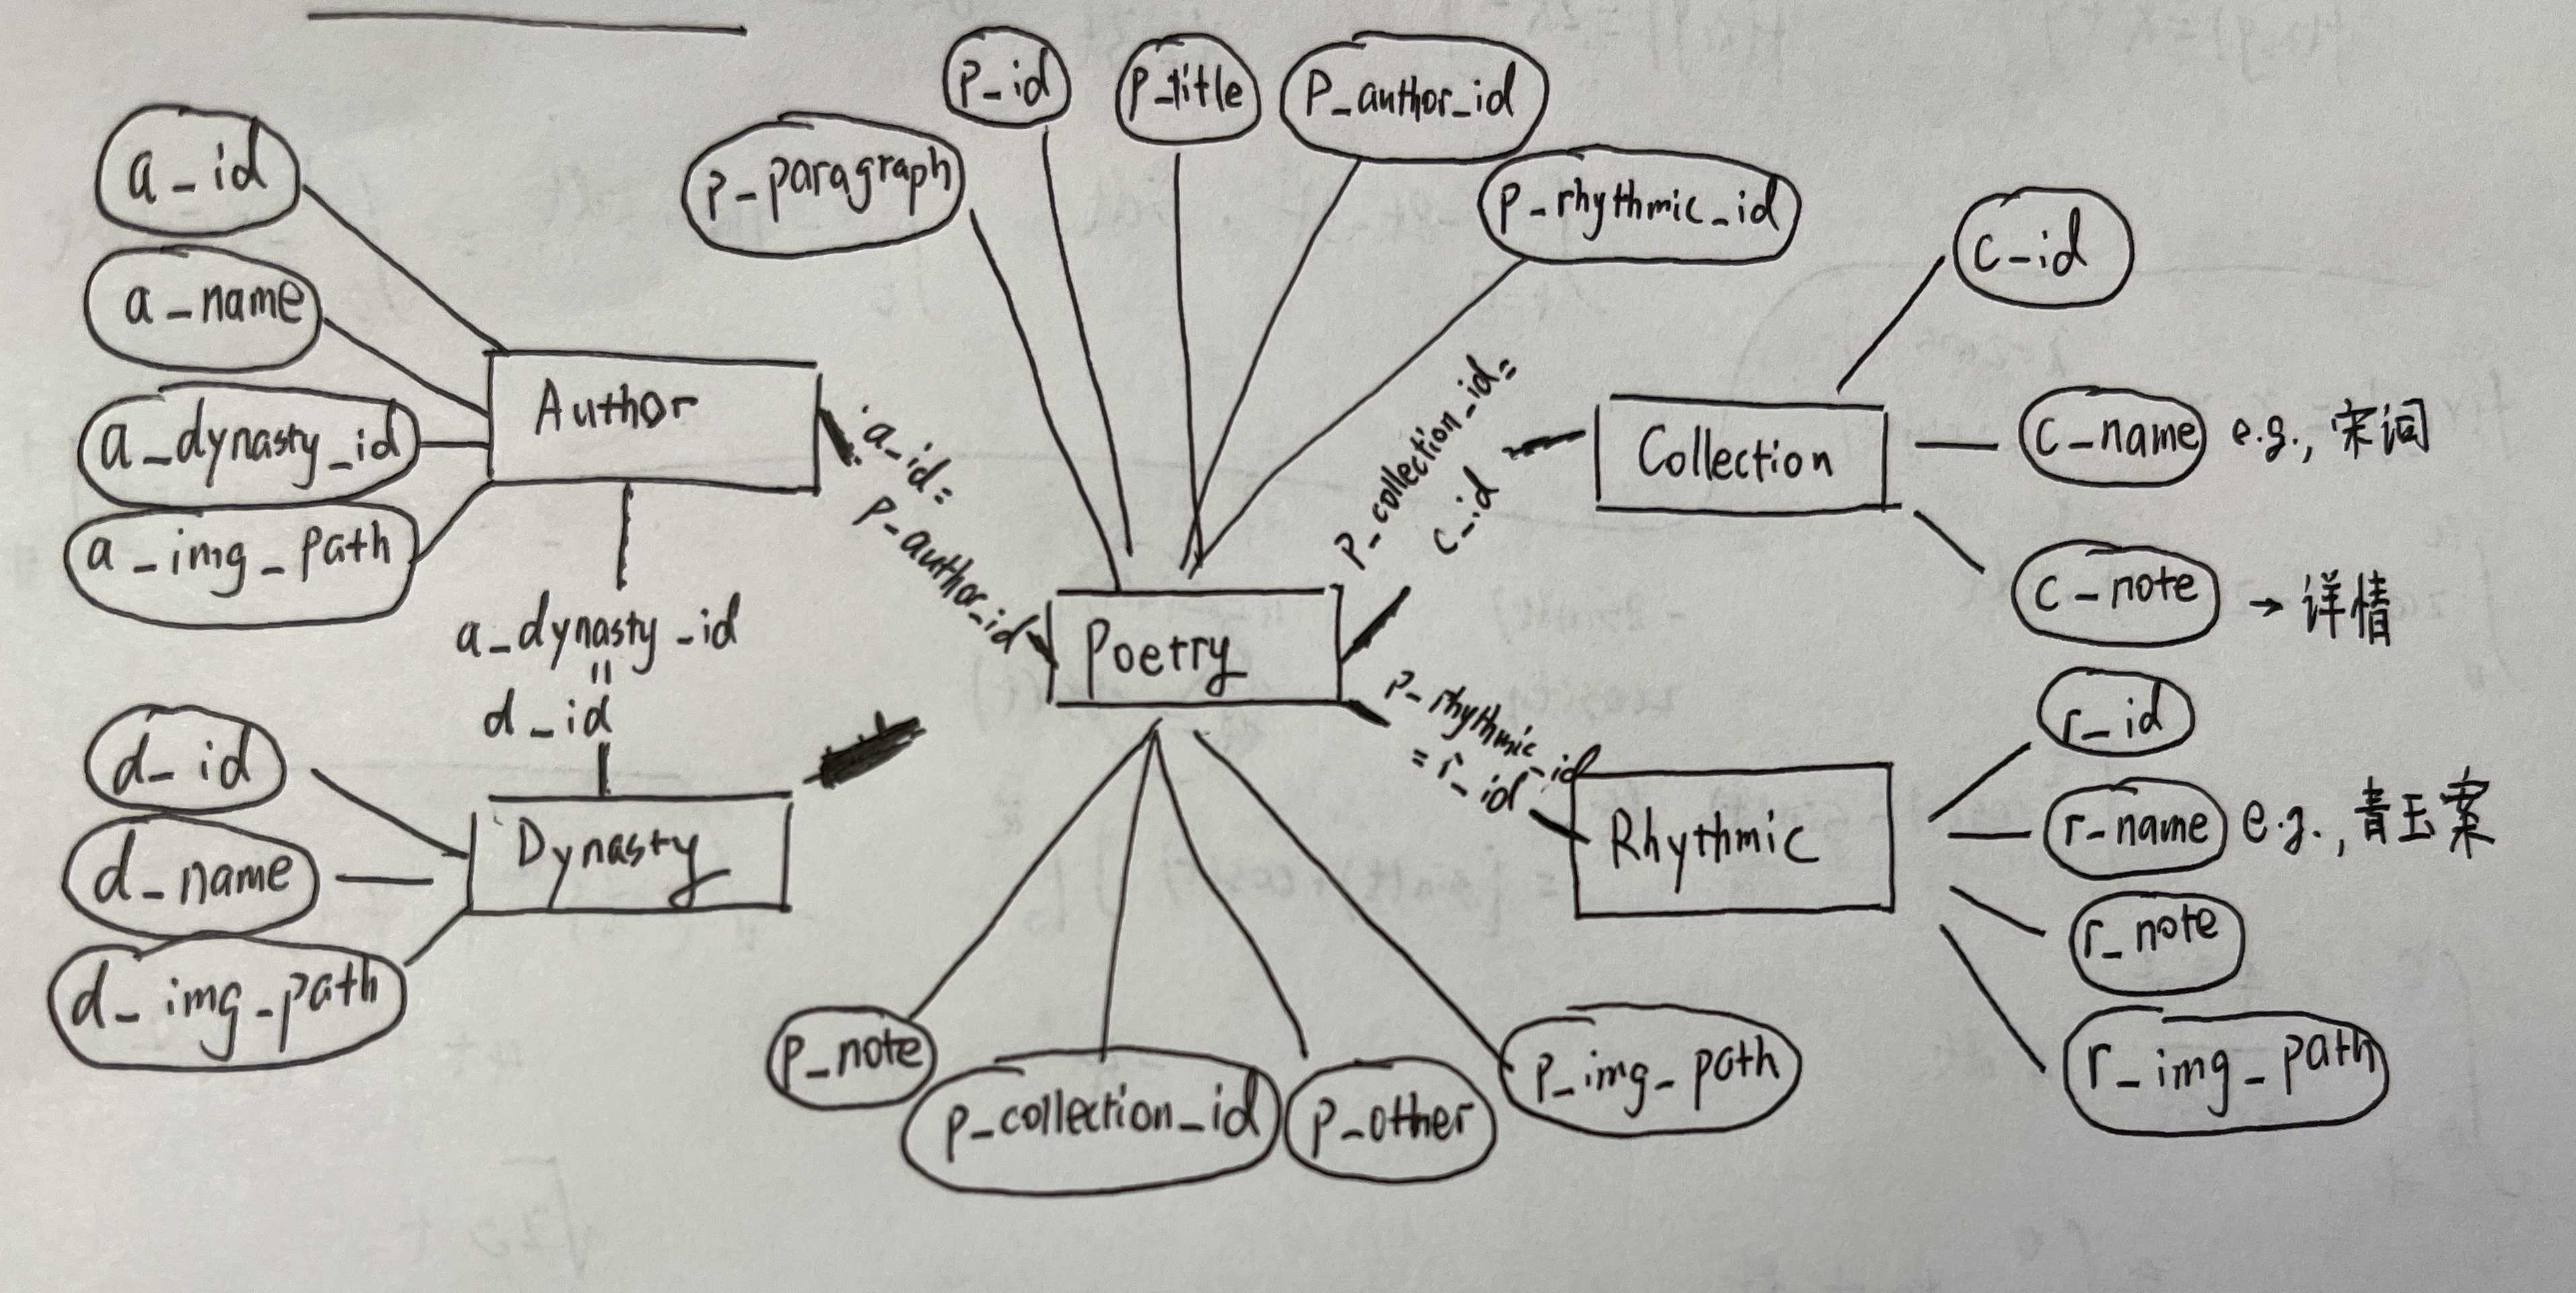 p_id
p_title
p_author_id
p_paragraph
p_rhythmic_id
a_id
a_name
a_dynasty_id
a_img_path
Author
a_id=
p_author_id
a_dynasty_id
=
d_id
d_id
d_name
d_img_path
Dynasty
Poetry
p_collection_id=
c_id
Collection
c_id
c_name e.g., 宋词
c_note → 详情
p_rhythmic_id
=r_id
Rhythmic
r_id
r_name e.g., 青玉案
r_note
r_img_path
p_note
p_collection_id
p_other
p_img_path